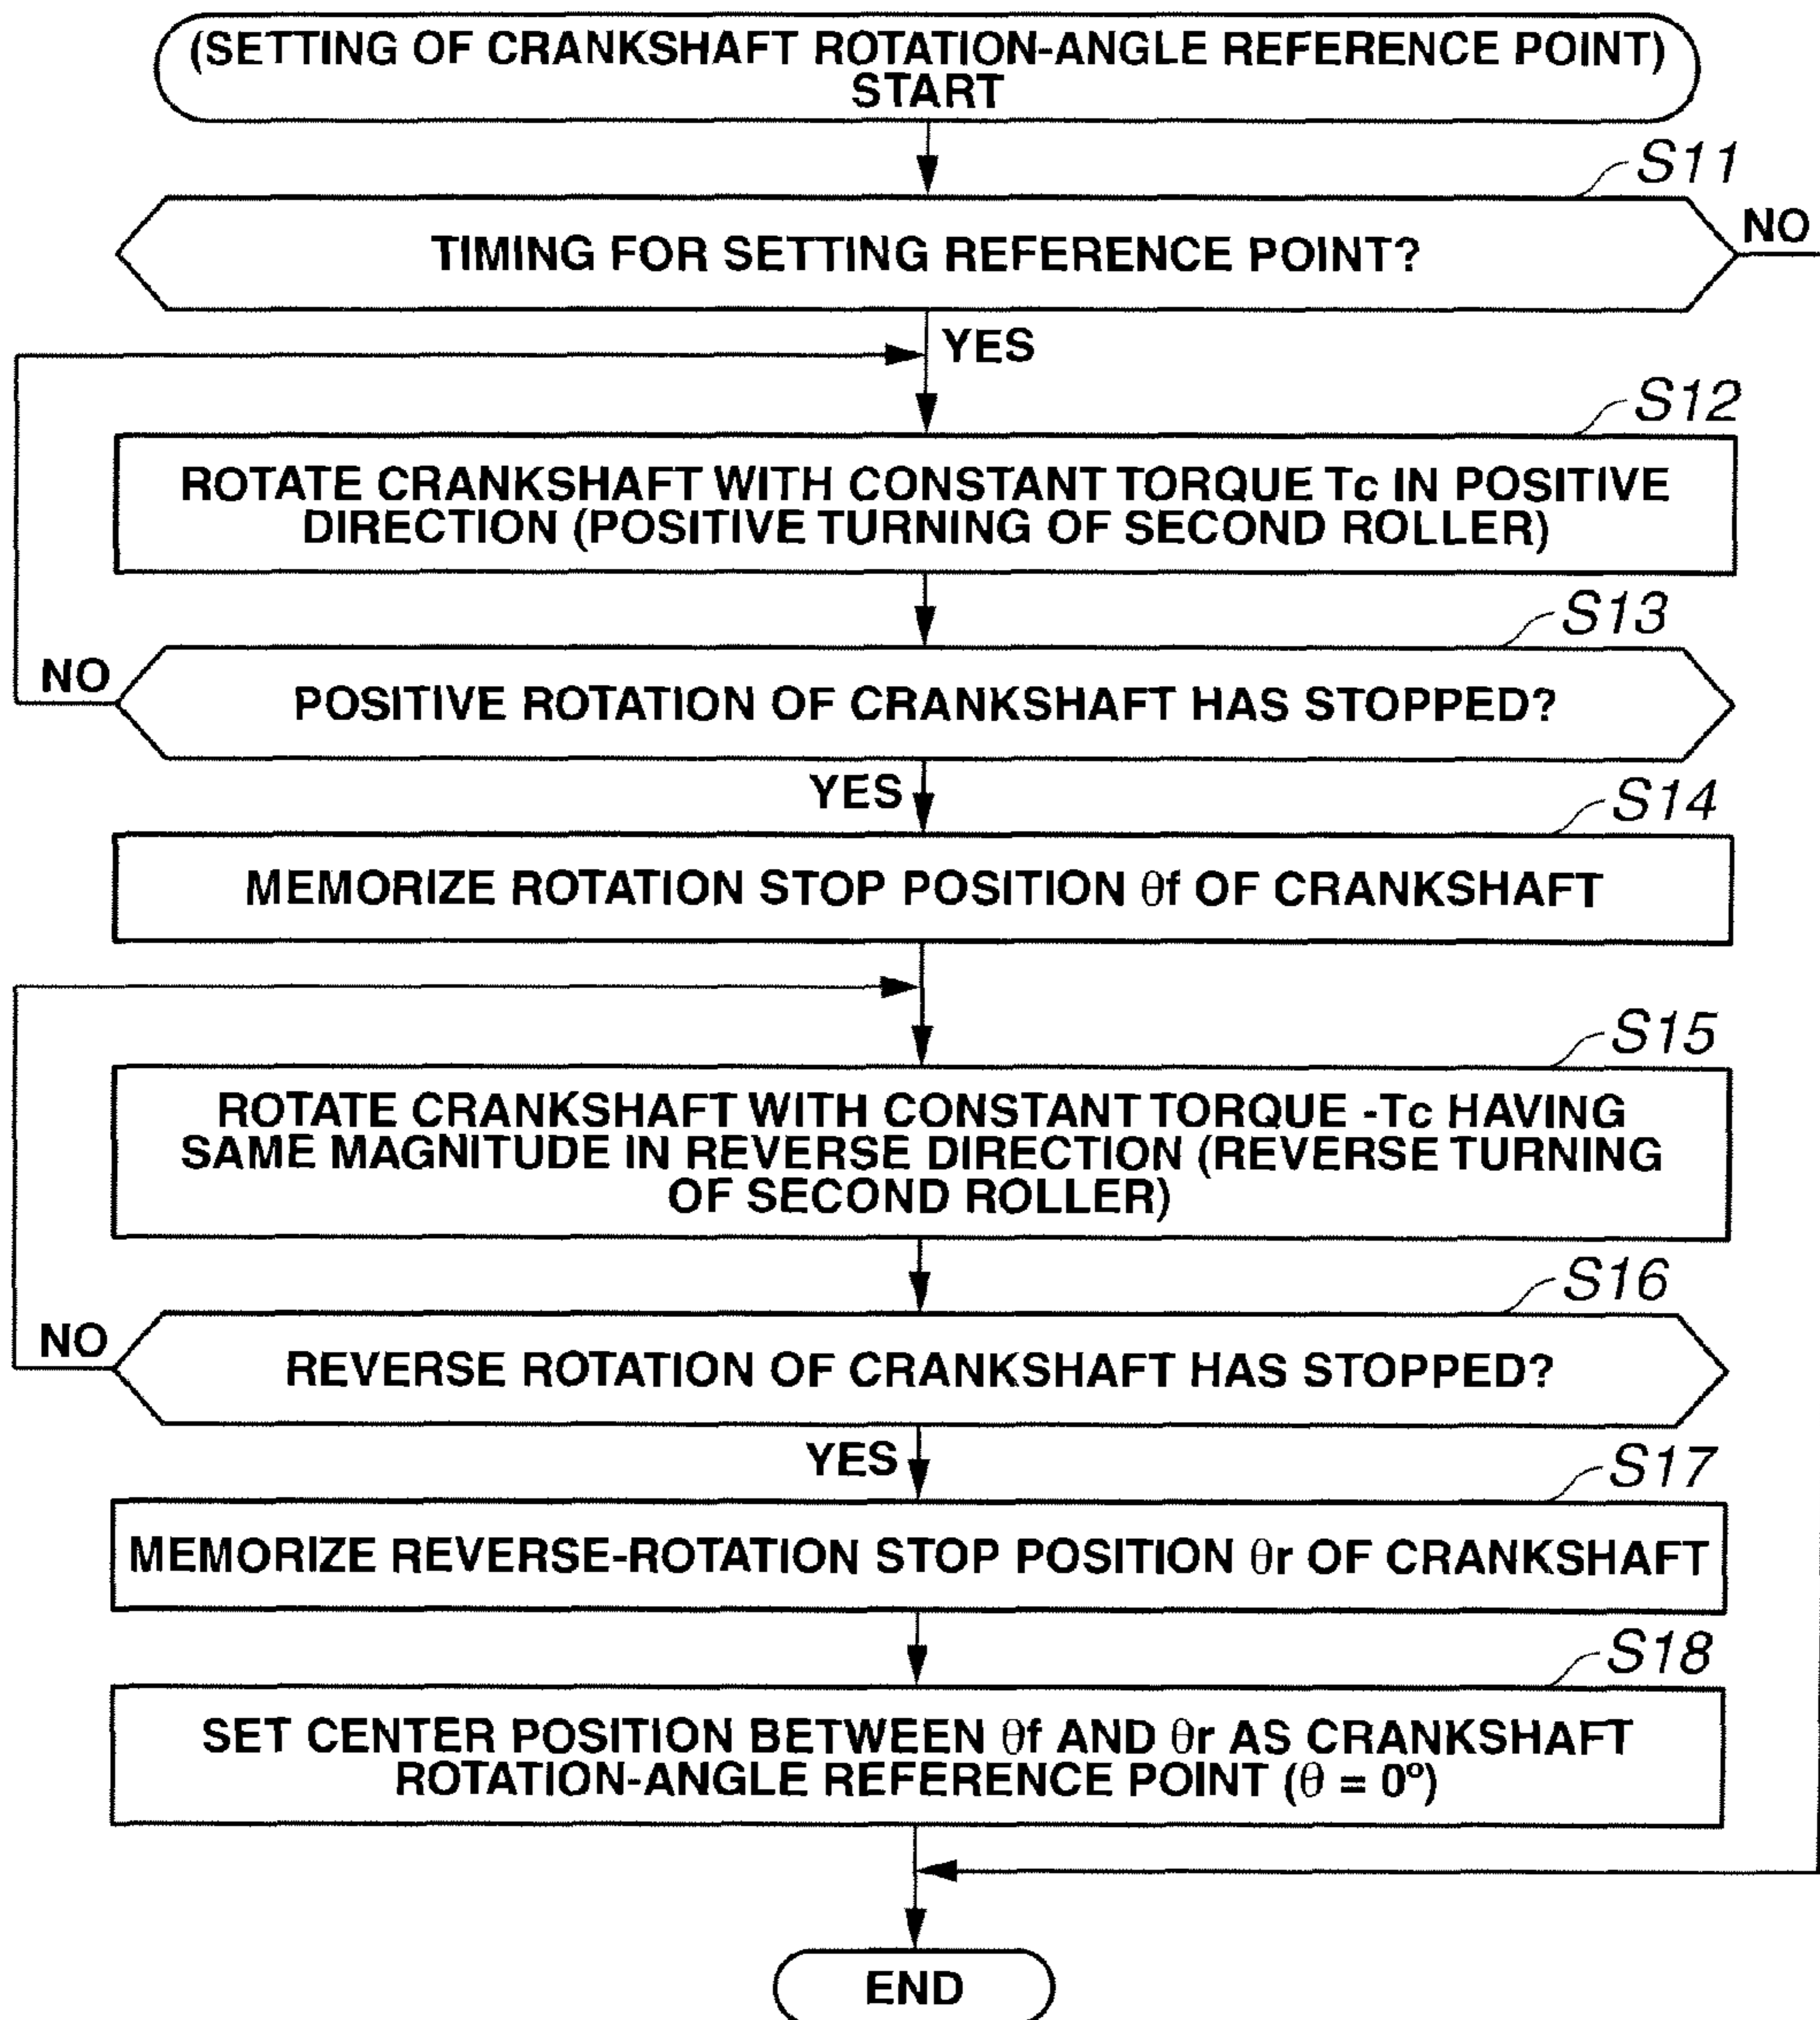 (SETTING OF CRANKSHAFT ROTATION-ANGLE REFERENCE POINT)
START
S11
TIMING FOR SETTING REFERENCE POINT?
NO
YES
S12
ROTATE CRANKSHAFT WITH CONSTANT TORQUE Tc IN POSITIVE
DIRECTION (POSITIVE TURNING OF SECOND ROLLER)
S13
NO
POSITIVE ROTATION OF CRANKSHAFT HAS STOPPED?
YES
S14
MEMORIZE ROTATION STOP POSITION θf OF CRANKSHAFT
S15
ROTATE CRANKSHAFT WITH CONSTANT TORQUE -Tc HAVING
SAME MAGNITUDE IN REVERSE DIRECTION (REVERSE TURNING
OF SECOND ROLLER)
S16
NO
REVERSE ROTATION OF CRANKSHAFT HAS STOPPED?
YES
S17
MEMORIZE REVERSE-ROTATION STOP POSITION θr OF CRANKSHAFT
S18
SET CENTER POSITION BETWEEN θf AND θr AS CRANKSHAFT
ROTATION-ANGLE REFERENCE POINT (θ = 0º)
END